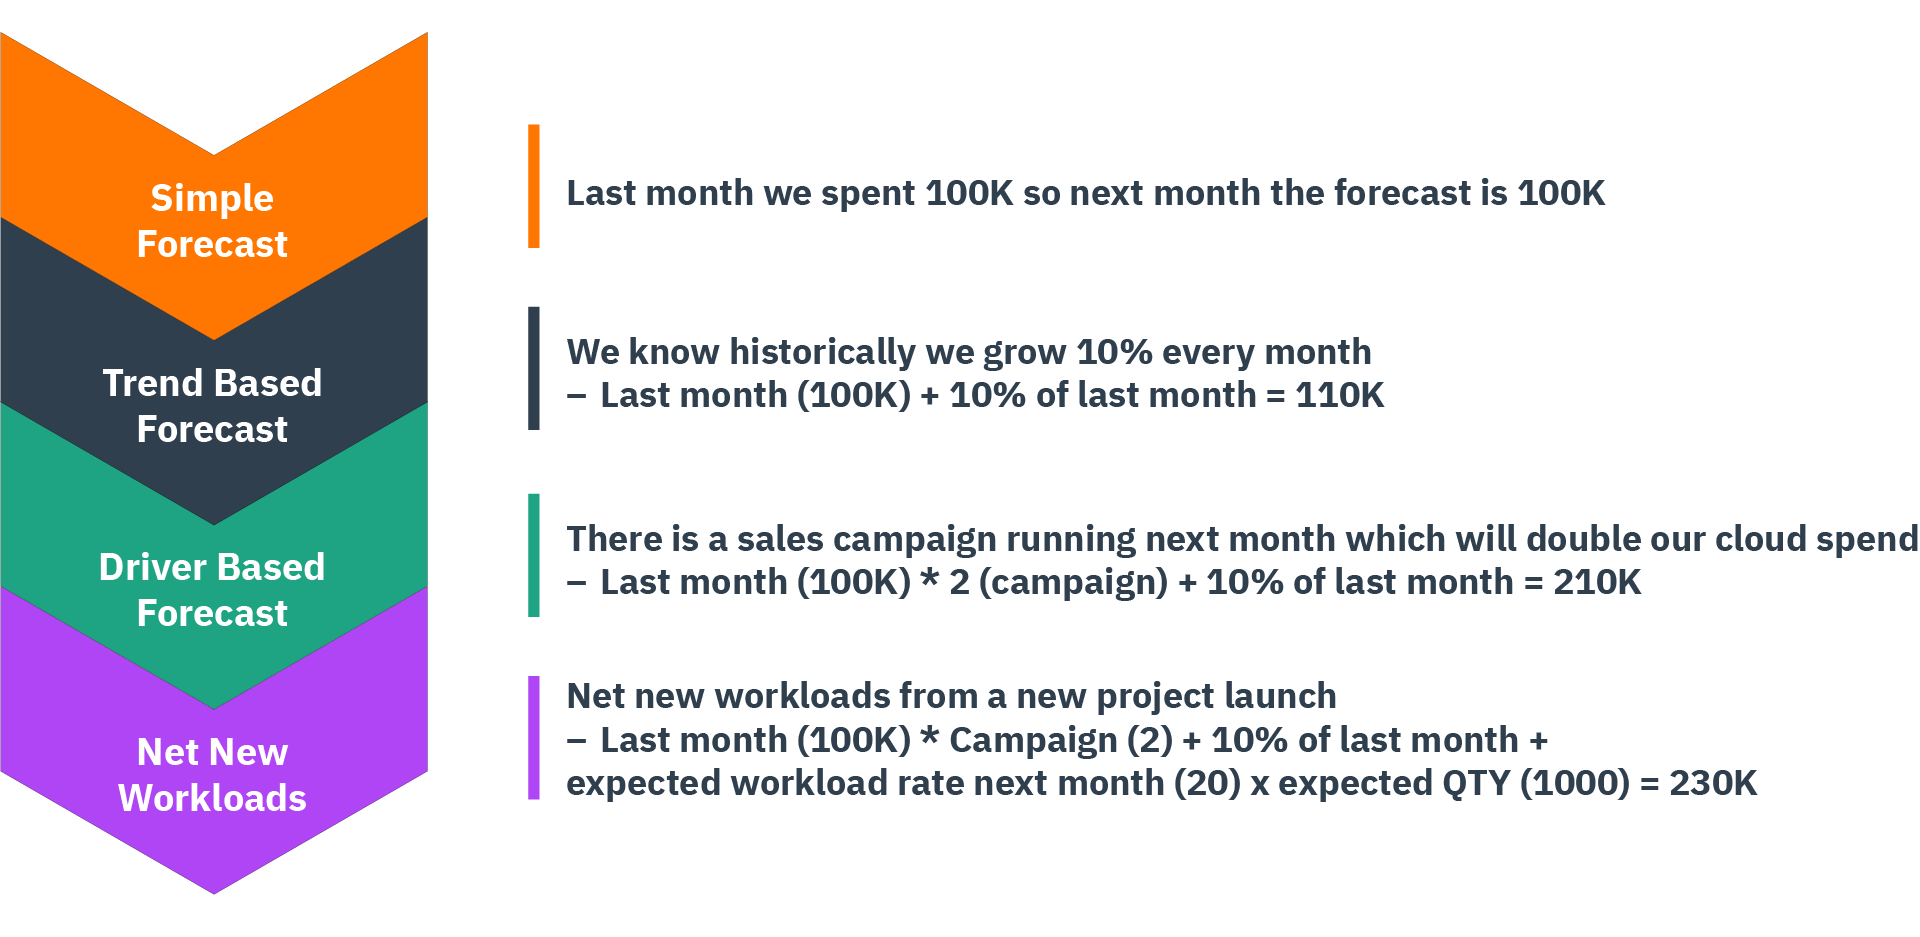 Simple
Forecast
Last month we spent 100K so next month the forecast is 100K
Trend Based
Forecast
We know historically we grow 10% every month
– Last month (100K) + 10% of last month = 110K
Driver Based
Forecast
There is a sales campaign running next month which will double our cloud spend
– Last month (100K) * 2 (campaign) + 10% of last month = 210K
Net New
Workloads
Net new workloads from a new project launch
– Last month (100K) * Campaign (2) + 10% of last month +
expected workload rate next month (20) x expected QTY (1000) = 230K